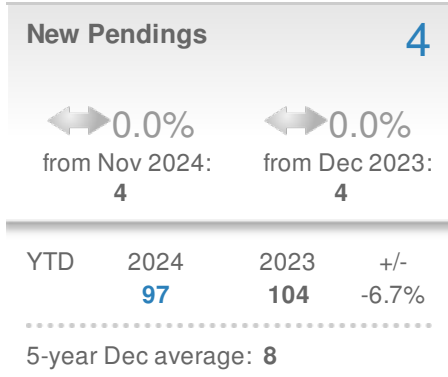 New Pendings 4
0.0% 0.0%
from Nov 2024: from Dec 2023:
4 4
YTD 2024 2023 +/-
97 104 -6.7%
5-year Dec average: 8